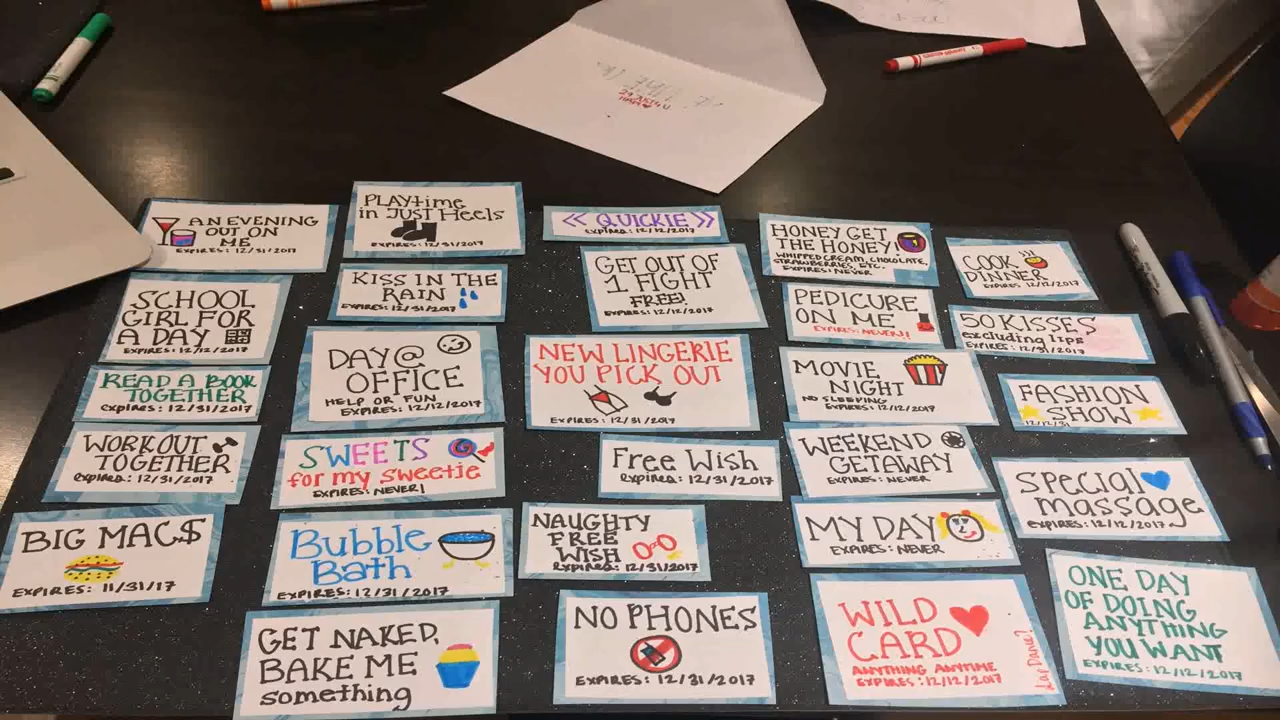 AN EVENING
OUT ON
ME
EXPIRES: 12/31/2017
PLAYtime
in JUST Heels
EXPIRES: 12/31/2017
<< QUICKIE >>
Expires: 12/12/2017
HONEY GET
THE HONEY!
WHIPPED CREAM, CHOCOLATE,
STRAWBERRIES, ETC.
EXPIRES: NEVER
COOK
DINNER
EXPIRES 12/12/2017
SCHOOL
GIRL FOR
A DAY
EXPIRES: 12/12/2017
KISS IN THE
RAIN
EXPIRES: 12/31/2017
GET OUT OF
1 FIGHT
FREE!
EXPIRES: 12/12/2017
PEDICURE
ON ME
EXPIRES: NEVER!!
50 KISSES
excluding lips
EXPIRES: 12/31/2017
READ A BOOK
TOGETHER
expires: 12/31/2017
DAY@
OFFICE
HELP OR FUN
EXPIRES: 12/12/2017
NEW LINGERIE
YOU PICK OUT
EXPIRES: 12/31/2017
MOVIE
NIGHT
NO SLEEPING
EXPIRES: 12/12/2017
FASHION
SHOW
12/12/31
WORKOUT
TOGETHER
Expires: 12/31/2017
SWEETS
for my sweetie
EXPIRES: NEVER!
Free Wish
Expires: 12/31/2017
WEEKEND
GETAWAY
EXPIRES: NEVER
Special
massage
EXPIRES: 12/12/2017
BIG MAC$
EXPIRES: 11/31/17
Bubble
Bath
EXPIRES: 12/31/2017
NAUGHTY
FREE
WISH
Expires: 12/31/2017
MY DAY
EXPIRES: NEVER
GET NAKED,
BAKE ME
something
NO PHONES
EXPIRES: 12/31/2017
WILD
CARD
ANYTHING ANYTIME
EXPIRES: 12/12/2017
Lap Dance?
ONE DAY
OF DOING
ANYTHING
YOU WANT
EXPIRES: 12/12/2017